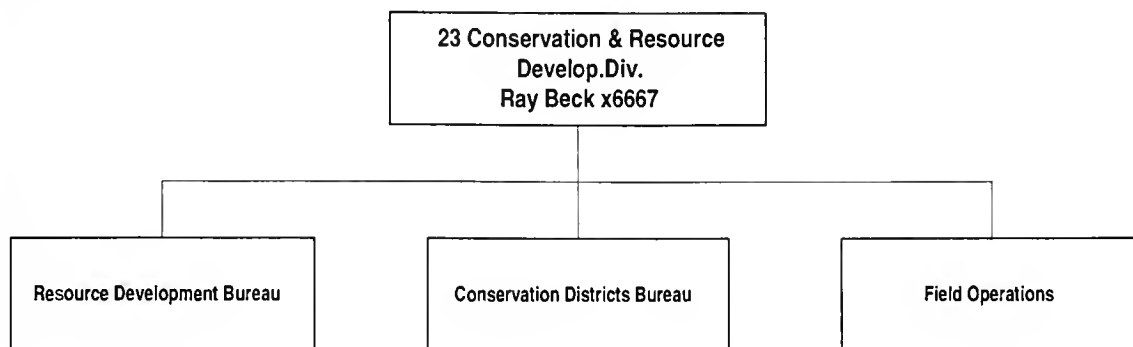 23 Conservation & Resource
Develop.Div.
Ray Beck x6667
Resource Development Bureau
Conservation Districts Bureau
Field Operations